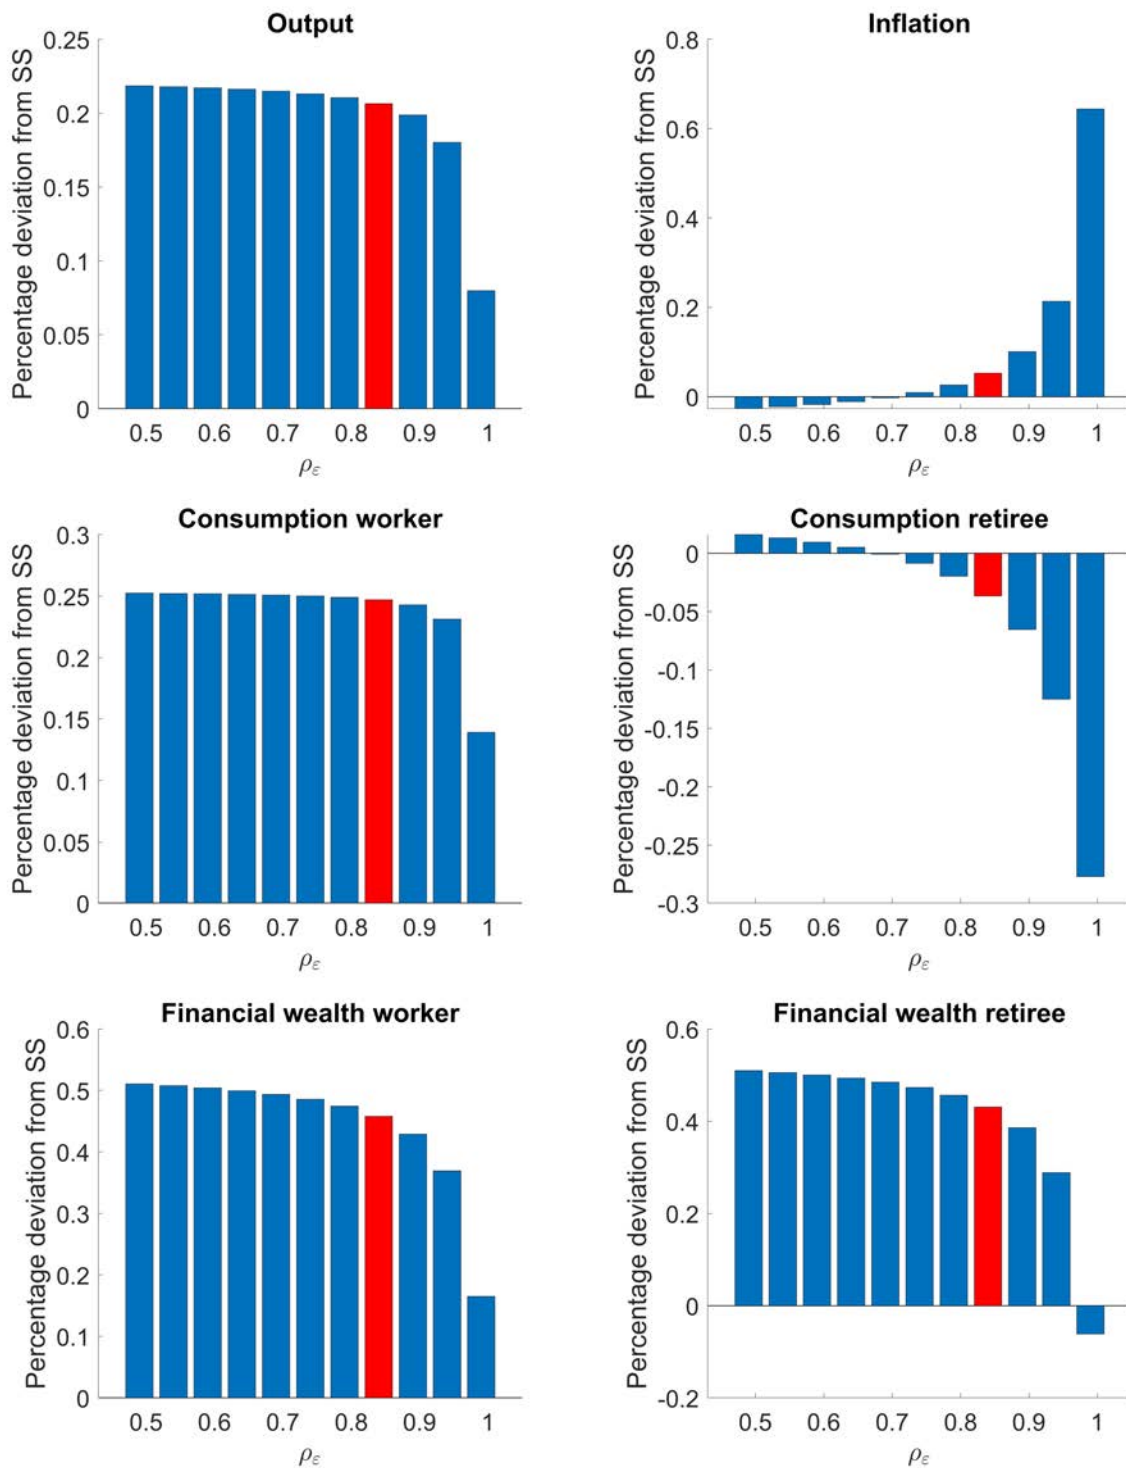 Output
Percentage deviation from SS
0.25
0.2
0.15
0.1
0.05
0
0.5 0.6 0.7 0.8 0.9 1
ρε
Inflation
Percentage deviation from SS
0.8
0.6
0.4
0.2
0
0.5 0.6 0.7 0.8 0.9 1
ρε
Consumption worker
Percentage deviation from SS
0.3
0.25
0.2
0.15
0.1
0.05
0
0.5 0.6 0.7 0.8 0.9 1
ρε
Consumption retiree
Percentage deviation from SS
0
-0.05
-0.1
-0.15
-0.2
-0.25
-0.3
0.5 0.6 0.7 0.8 0.9 1
ρε
Financial wealth worker
Percentage deviation from SS
0.6
0.5
0.4
0.3
0.2
0.1
0
0.5 0.6 0.7 0.8 0.9 1
ρε
Financial wealth retiree
Percentage deviation from SS
0.6
0.4
0.2
0
-0.2
0.5 0.6 0.7 0.8 0.9 1
ρε